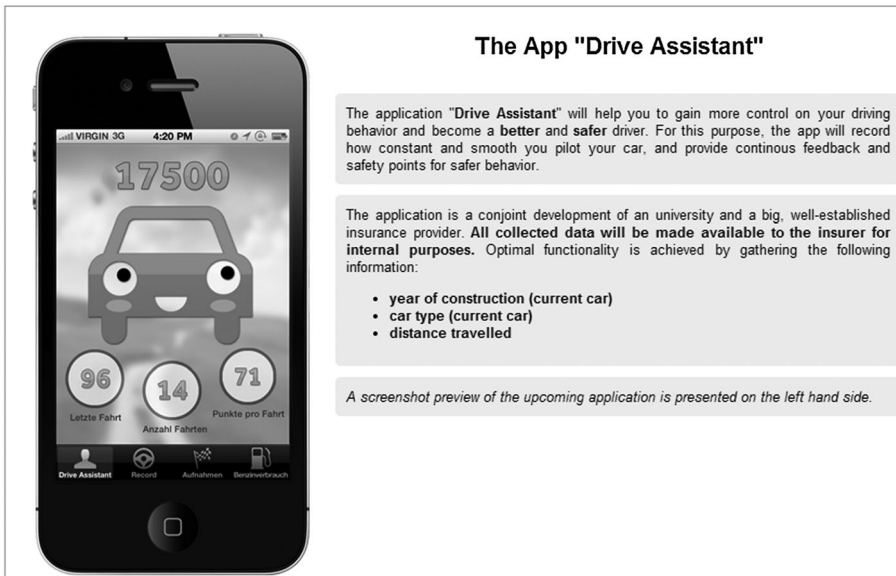 The App "Drive Assistant"
VIRGIN 3G 4:20 PM
17500
96
14
71
Letzte Fahrt
Anzahl Fahrten
Punkte pro Fahrt
Drive Assistant Record Aufnahmen Benzinverbrauch
The application "Drive Assistant" will help you to gain more control on your driving
behavior and become a better and safer driver. For this purpose, the app will record
how constant and smooth you pilot your car, and provide continous feedback and
safety points for safer behavior.
The application is a conjoint development of an university and a big, well-established
insurance provider. All collected data will be made available to the insurer for
internal purposes. Optimal functionality is achieved by gathering the following
information:
• year of construction (current car)
• car type (current car)
• distance travelled
A screenshot preview of the upcoming application is presented on the left hand side.